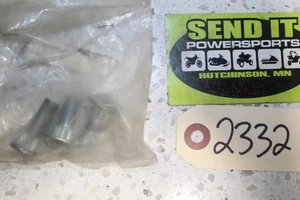 SEND IT
POWERSPORTS
HUTCHINSON, MN
2332